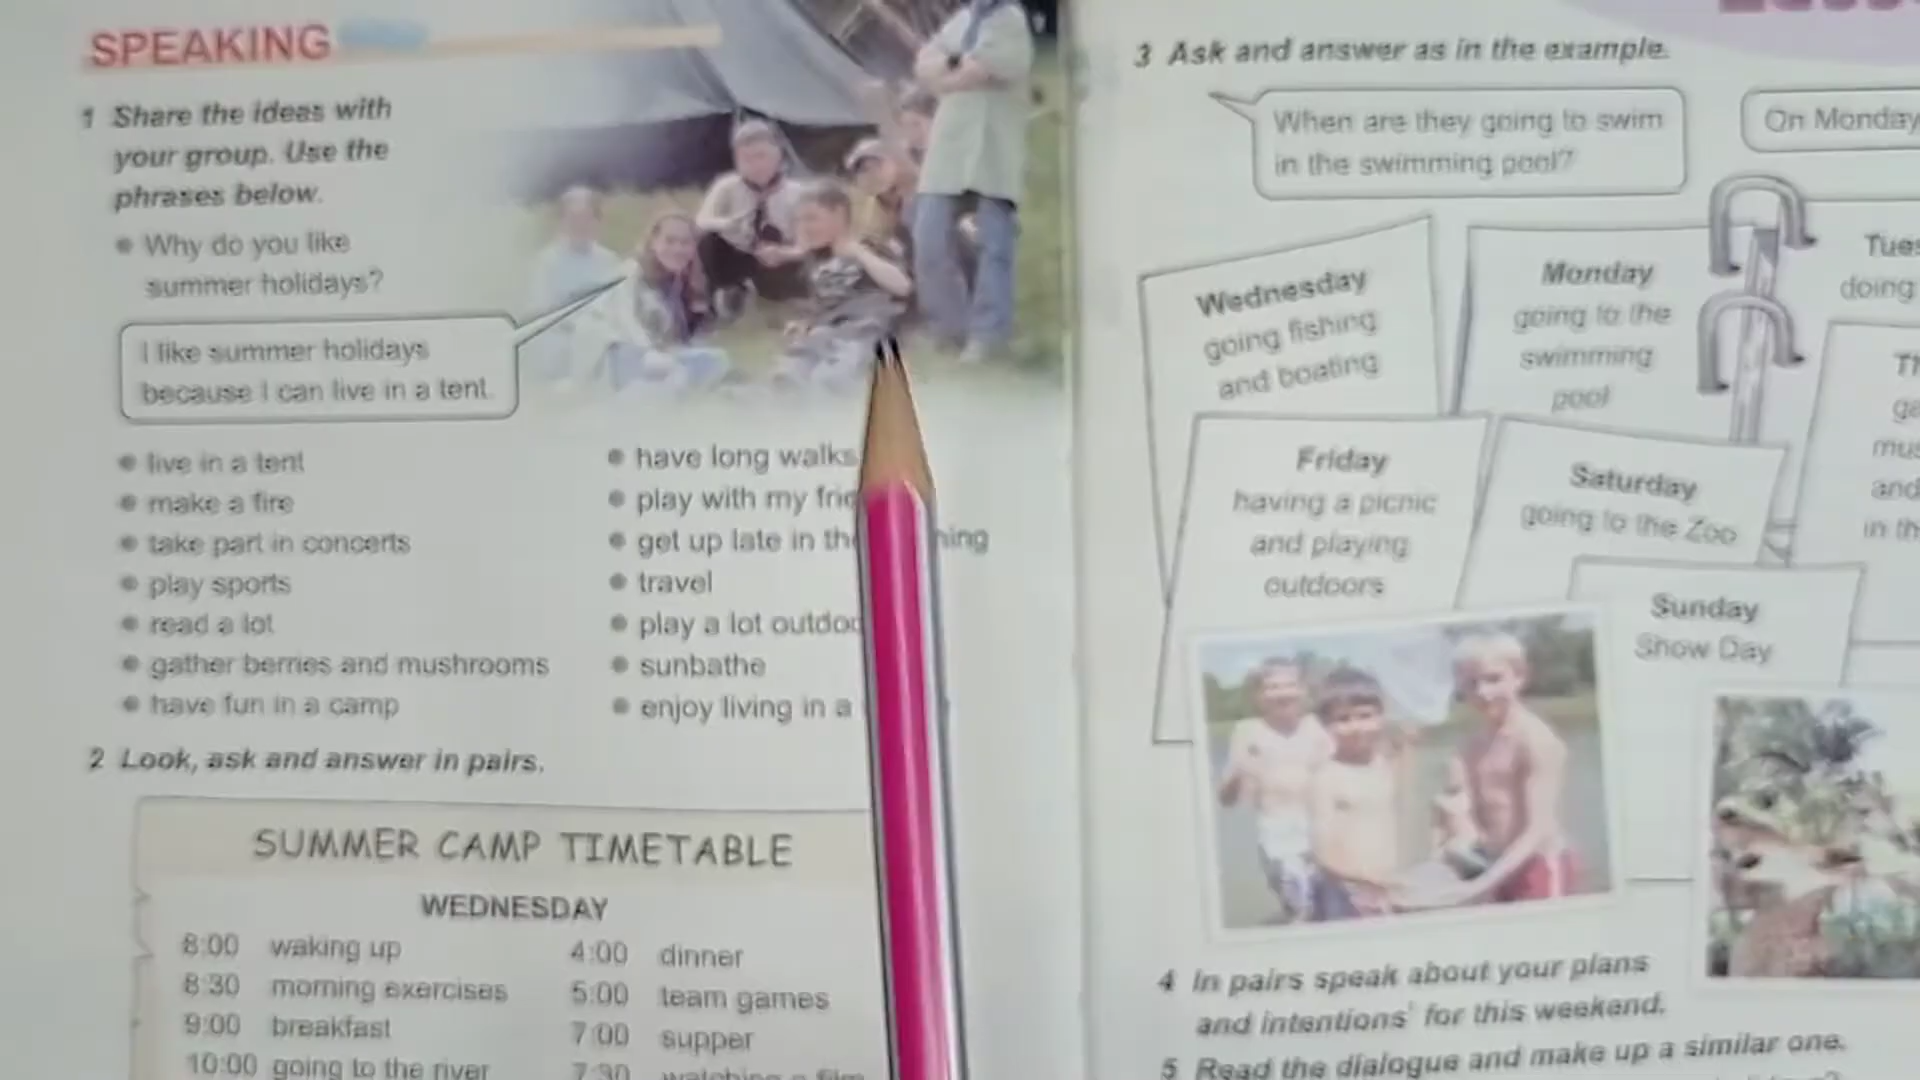 SPEAKING
1 Share the ideas with
your group. Use the
phrases below.
• Why do you like
summer holidays?
I like summer holidays
because I can live in a tent.
• live in a tent
• make a fire
• take part in concerts
• play sports
• read a lot
• gather berries and mushrooms
• have fun in a camp
• have long walks
• play with my
• get up late in
• travel
• play a lot
• sunbathe
• enjoy living in a
2 Look, ask and answer in pairs.
SUMMER CAMP TIMETABLE
WEDNESDAY
8:00 waking up
8:30 morning exercises
9:00 breakfast
10:00 going to the river
4:00 dinner
5:00 team games
7:00 supper
7:30 watching a film
3 Ask and answer as in the example.
When are they going to swim
in the swimming pool?
On Monday
Wednesday
going fishing
and boating
Monday
going to the
swimming
pool
doing
Friday
having a picnic
and playing
outdoors
Saturday
going to the Zoo
and
in
Sunday
Show Day
4 In pairs speak about your plans
and intentions for this weekend.
5 Read the dialogue and make up a similar one.